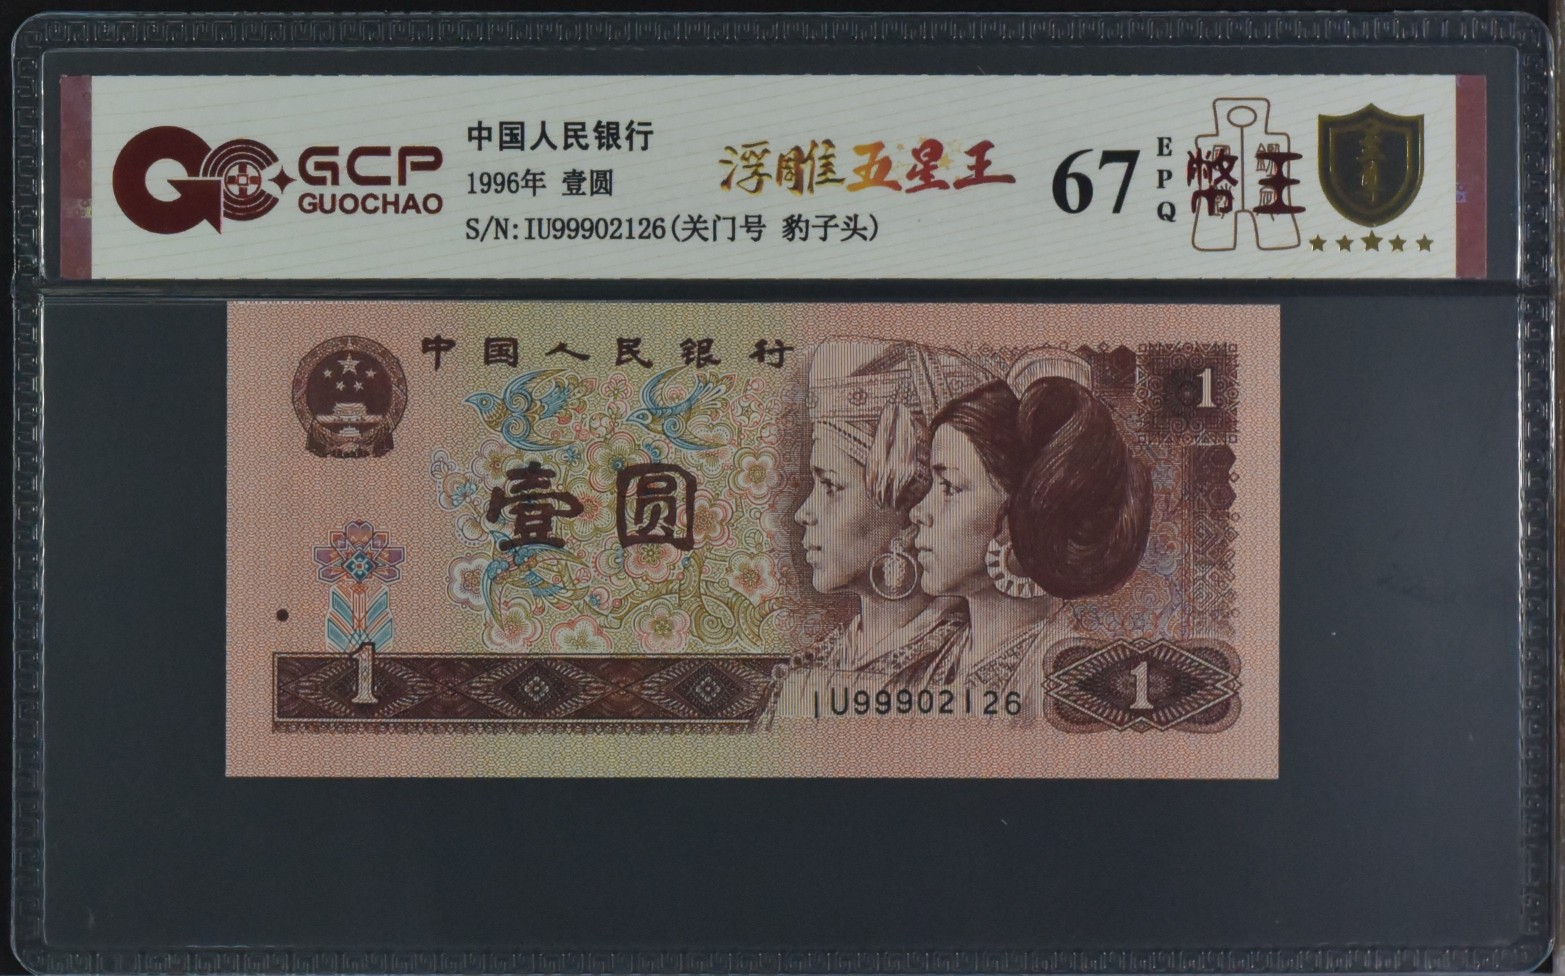 GCP
GUOCHAO
中国人民银行
1996年 壹圆
S/N:IU99902126(关门号 豹子头)
浮雕五星王
67
EPQ
中国人民银行
1
壹圆
1
IU99902126
1